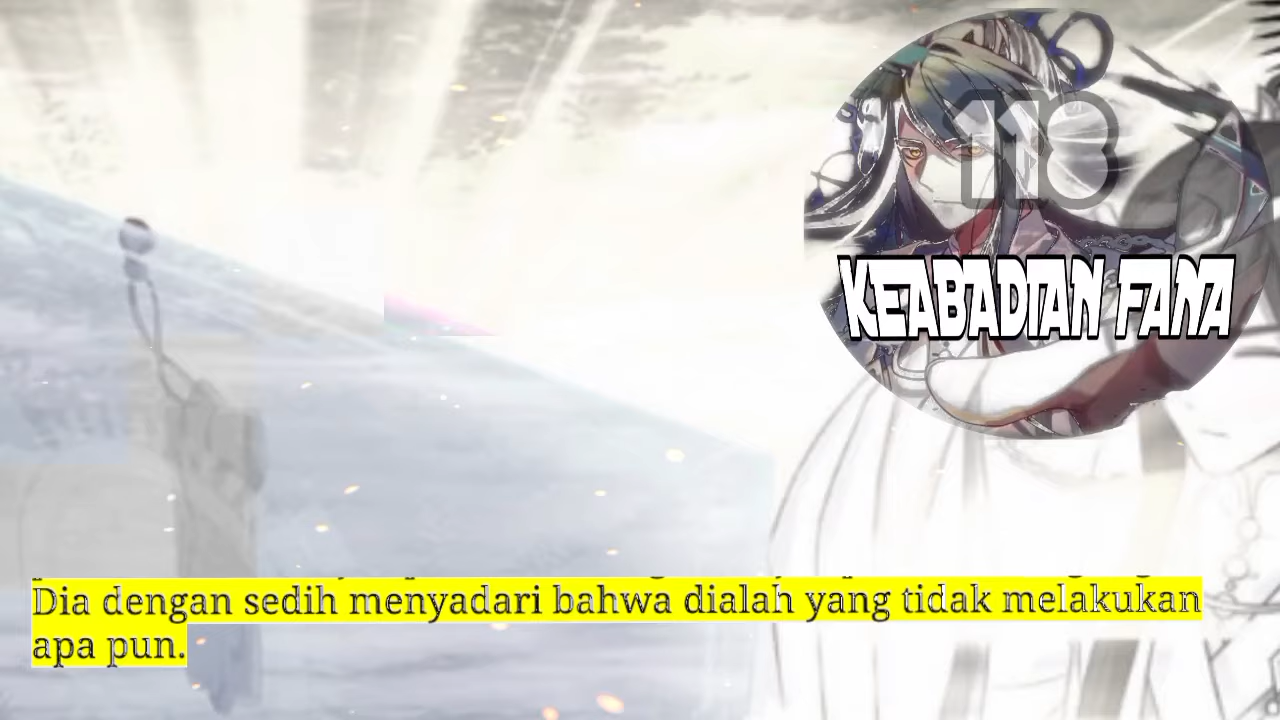 118
KEABADIAN FANA
Dia dengan sedih menyadari bahwa dialah yang tidak melakukan
apa pun.